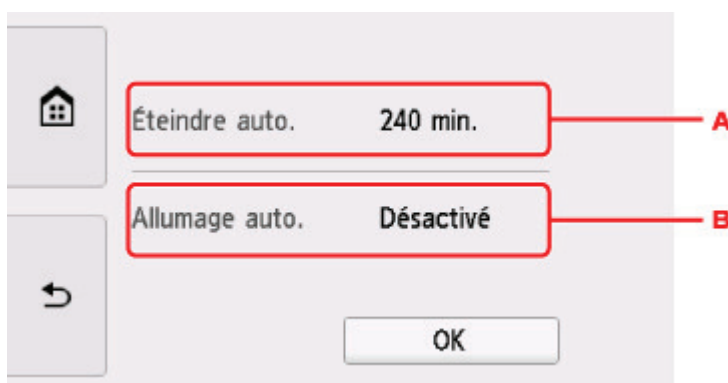 Éteindre auto. 240 min.
A
Allumage auto. Désactivé
B
OK